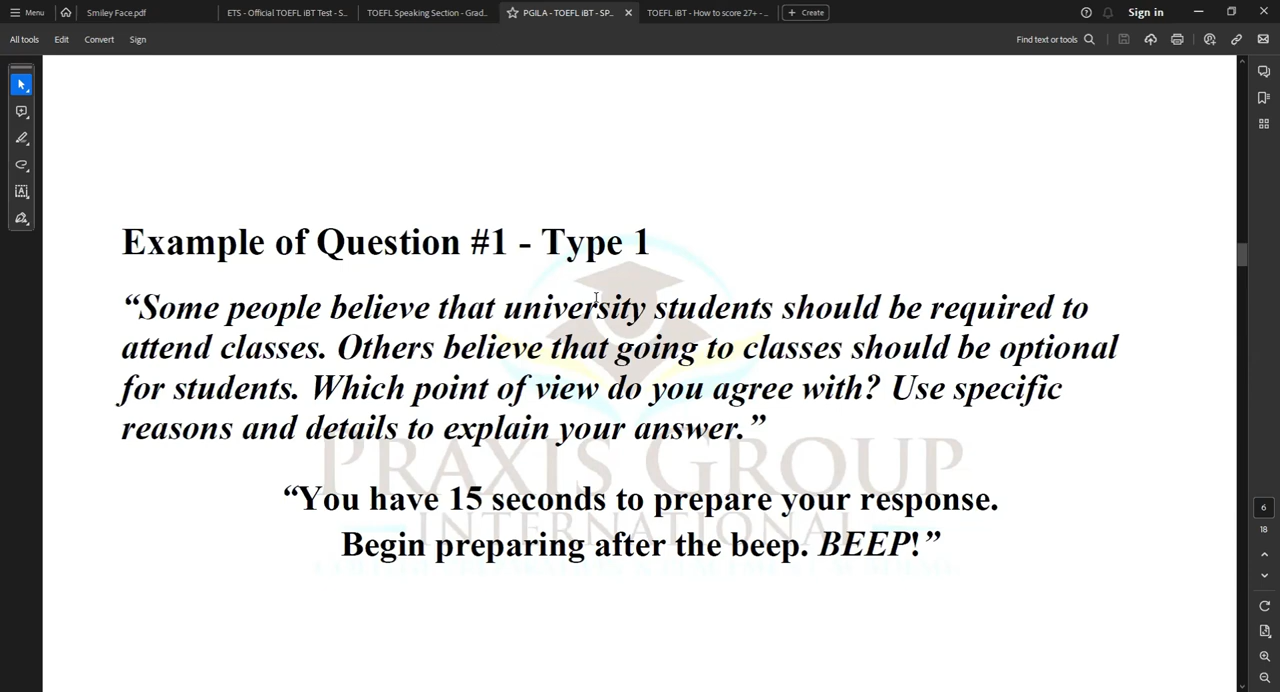 Menu
Smiley Face.pdf
ETS - Official TOEFL iBT Test - S...
TOEFL Speaking Section - Grad...
PGILA - TOEFL iBT - SP...
TOEFL iBT - How to score 27+ - ...
Create
Sign in
All tools
Edit
Convert
Sign
Find text or tools
Example of Question #1 - Type 1
“Some people believe that university students should be required to
attend classes. Others believe that going to classes should be optional
for students. Which point of view do you agree with? Use specific
reasons and details to explain your answer.”
PRAXIS GROUP
“You have 15 seconds to prepare your response.
INTERNATIONAL
Begin preparing after the beep. BEEP!”
6
18